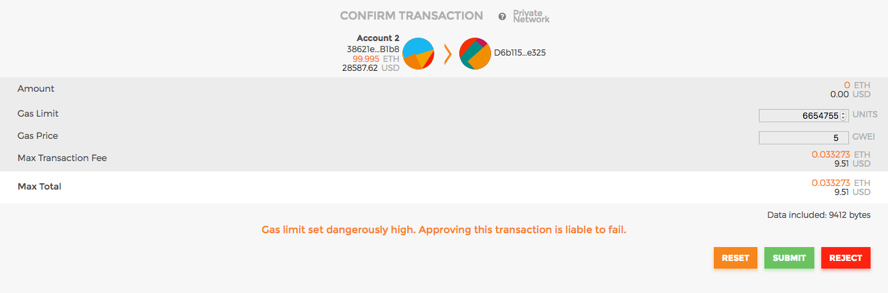 CONFIRM TRANSACTION ? Private
Network
Account 2
38621e...B1b8
99.995 ETH
28587.62 USD
D6b115...e325
Amount 0 ETH
0.00 USD
Gas Limit 6654755 UNITS
Gas Price 5 GWEI
Max Transaction Fee 0.033273 ETH
9.51 USD
Max Total 0.033273 ETH
9.51 USD
Data included: 9412 bytes
Gas limit set dangerously high. Approving this transaction is liable to fail.
RESET SUBMIT REJECT